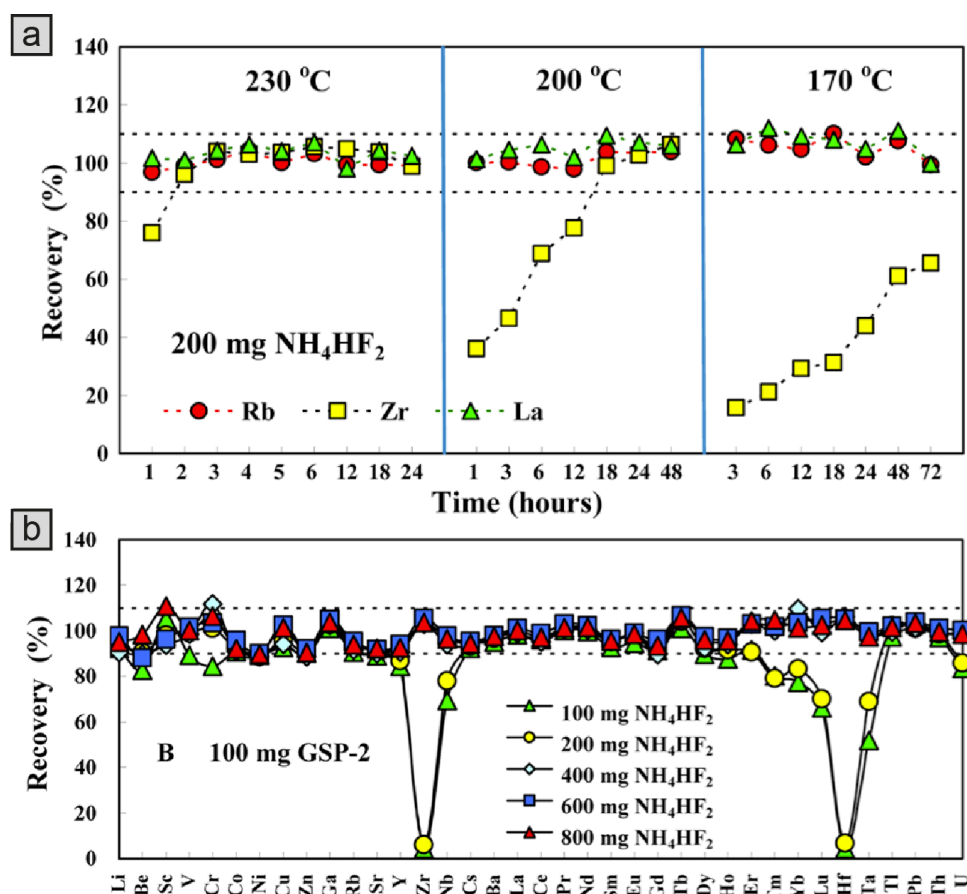 a
140
120
100
80
60
40
20
0
Recovery (%)
230 °C
200 °C
170 °C
200 mg NH₄HF₂
Rb Zr La
1 2 3 4 5 6 12 18 24 1 3 6 12 18 24 48 3 6 12 18 24 48 72
Time (hours)
b
140
120
100
80
60
40
20
0
Recovery (%)
B 100 mg GSP-2
100 mg NH₄HF₂
200 mg NH₄HF₂
400 mg NH₄HF₂
600 mg NH₄HF₂
800 mg NH₄HF₂
Li Be Sc V Cr Co Ni Cu Zn Ga Rb Sr Y Zr Nb Cs Ba La Ce Pr Nd Sm Eu Gd Tb Dy Ho Er Tm Yb Lu Hf Ta Tl Pb Th U